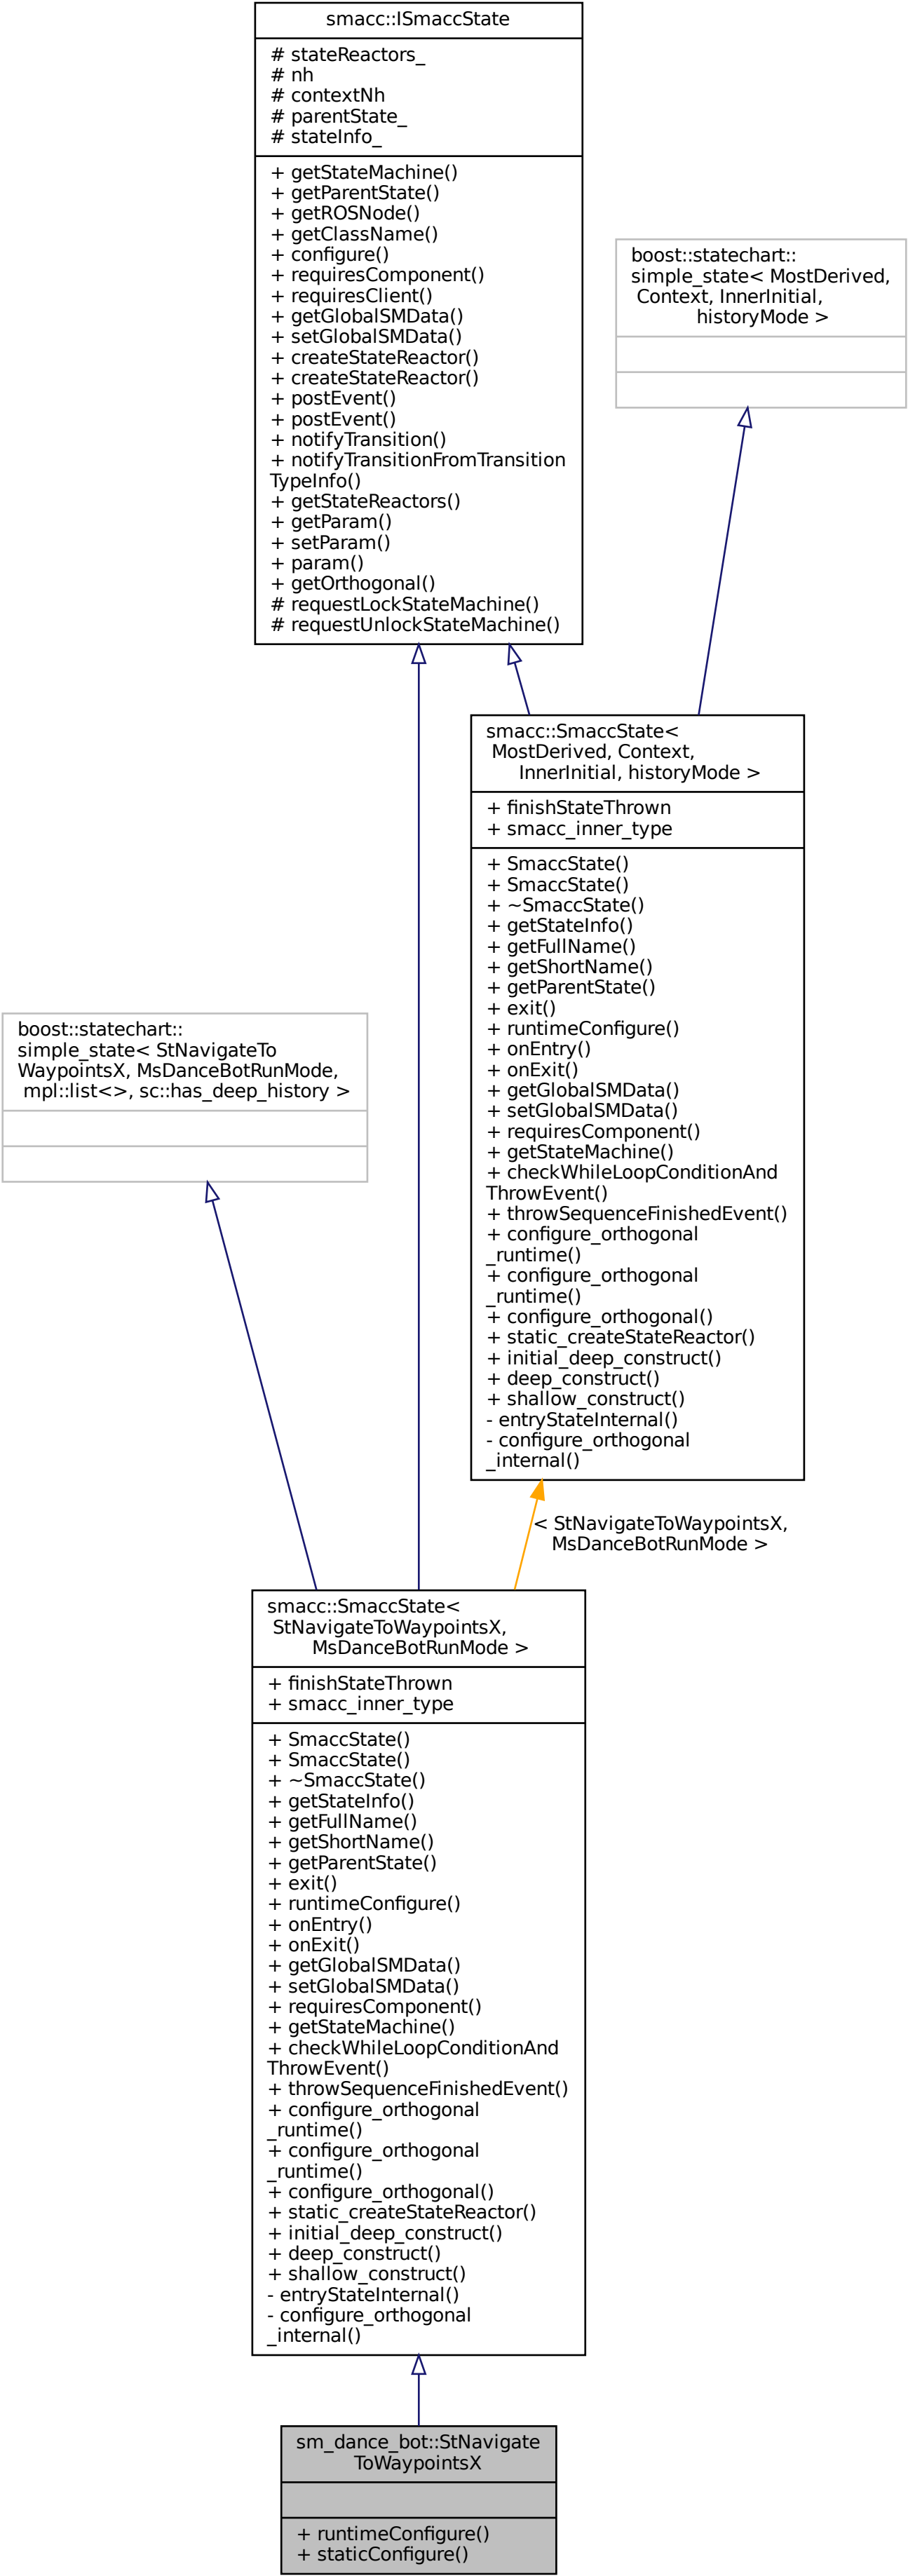 smacc::ISmaccState
# stateReactors_
# nh
# contextNh
# parentState_
# stateInfo_
+ getStateMachine()
+ getParentState()
+ getROSNode()
+ getClassName()
+ configure()
+ requiresComponent()
+ requiresClient()
+ getGlobalSMData()
+ setGlobalSMData()
+ createStateReactor()
+ createStateReactor()
+ postEvent()
+ postEvent()
+ notifyTransition()
+ notifyTransitionFromTransition
TypeInfo()
+ getStateReactors()
+ getParam()
+ setParam()
+ param()
+ getOrthogonal()
# requestLockStateMachine()
# requestUnlockStateMachine()
boost::statechart::
simple_state< MostDerived,
Context, InnerInitial,
historyMode >
smacc::SmaccState<
MostDerived, Context,
InnerInitial, historyMode >
+ finishStateThrown
+ smacc_inner_type
+ SmaccState()
+ SmaccState()
+ ~SmaccState()
+ getStateInfo()
+ getFullName()
+ getShortName()
+ getParentState()
+ exit()
+ runtimeConfigure()
+ onEntry()
+ onExit()
+ getGlobalSMData()
+ setGlobalSMData()
+ requiresComponent()
+ getStateMachine()
+ checkWhileLoopConditionAnd
ThrowEvent()
+ throwSequenceFinishedEvent()
+ configure_orthogonal
_runtime()
+ configure_orthogonal
_runtime()
+ configure_orthogonal()
+ static_createStateReactor()
+ initial_deep_construct()
+ deep_construct()
+ shallow_construct()
- entryStateInternal()
- configure_orthogonal
_internal()
boost::statechart::
simple_state< StNavigateTo
WaypointsX, MsDanceBotRunMode,
mpl::list<>, sc::has_deep_history >
< StNavigateToWaypointsX,
MsDanceBotRunMode >
smacc::SmaccState<
StNavigateToWaypointsX,
MsDanceBotRunMode >
+ finishStateThrown
+ smacc_inner_type
+ SmaccState()
+ SmaccState()
+ ~SmaccState()
+ getStateInfo()
+ getFullName()
+ getShortName()
+ getParentState()
+ exit()
+ runtimeConfigure()
+ onEntry()
+ onExit()
+ getGlobalSMData()
+ setGlobalSMData()
+ requiresComponent()
+ getStateMachine()
+ checkWhileLoopConditionAnd
ThrowEvent()
+ throwSequenceFinishedEvent()
+ configure_orthogonal
_runtime()
+ configure_orthogonal
_runtime()
+ configure_orthogonal()
+ static_createStateReactor()
+ initial_deep_construct()
+ deep_construct()
+ shallow_construct()
- entryStateInternal()
- configure_orthogonal
_internal()
sm_dance_bot::StNavigate
ToWaypointsX
+ runtimeConfigure()
+ staticConfigure()